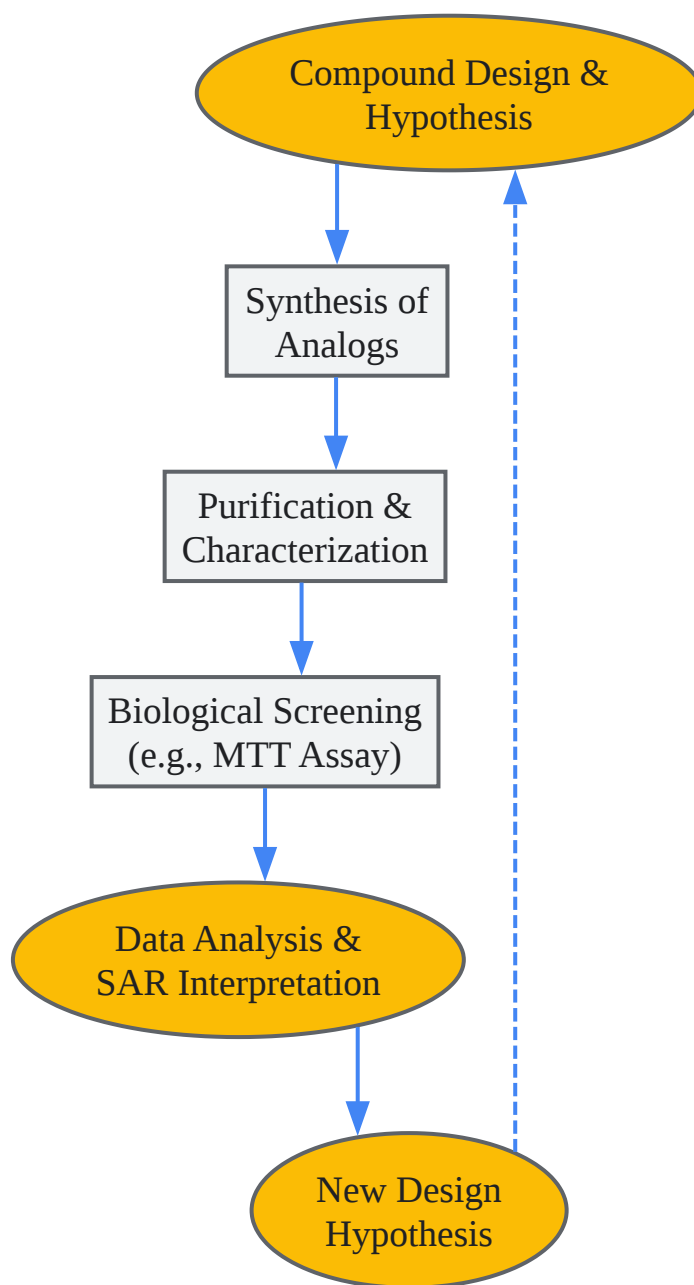 Compound Design &
Hypothesis
Synthesis of
Analogs
Purification &
Characterization
Biological Screening
(e.g., MTT Assay)
Data Analysis &
SAR Interpretation
New Design
Hypothesis